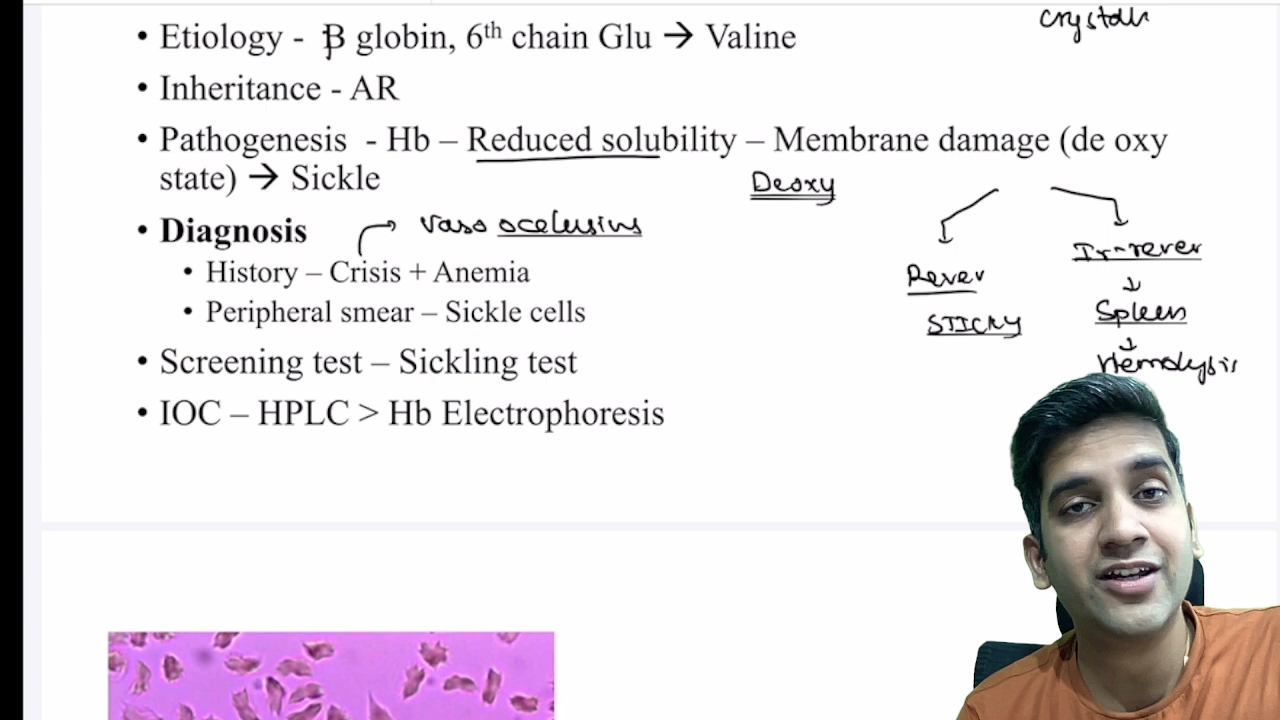 crystals
• Etiology - β globin, 6th chain Glu → Valine
• Inheritance - AR
• Pathogenesis - Hb – Reduced solubility – Membrane damage (de oxy
state) → Sickle
Deoxy
• Diagnosis
vaso occlusive
• History – Crisis + Anemia
• Peripheral smear – Sickle cells
Rever
STICKY
Ir-rever
↓
Spleen
↓
Hemolysis
• Screening test – Sickling test
• IOC – HPLC > Hb Electrophoresis